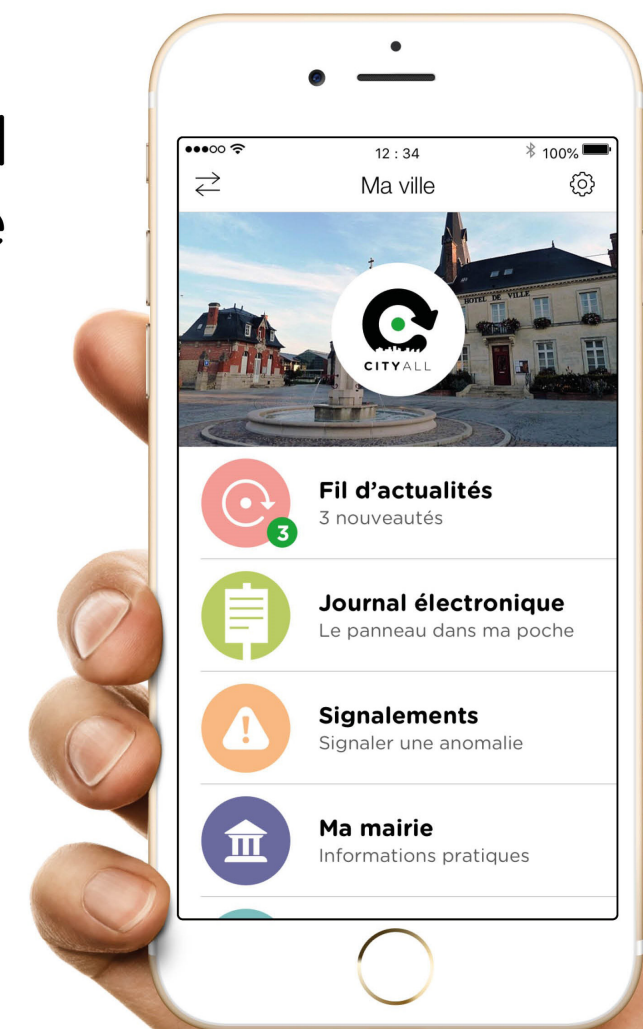 12 : 34
100%
Ma ville
HOTEL DE VILLE
CITYALL
Fil d’actualités
3
3 nouveautés
Journal électronique
Le panneau dans ma poche
Signalements
Signaler une anomalie
Ma mairie
Informations pratiques